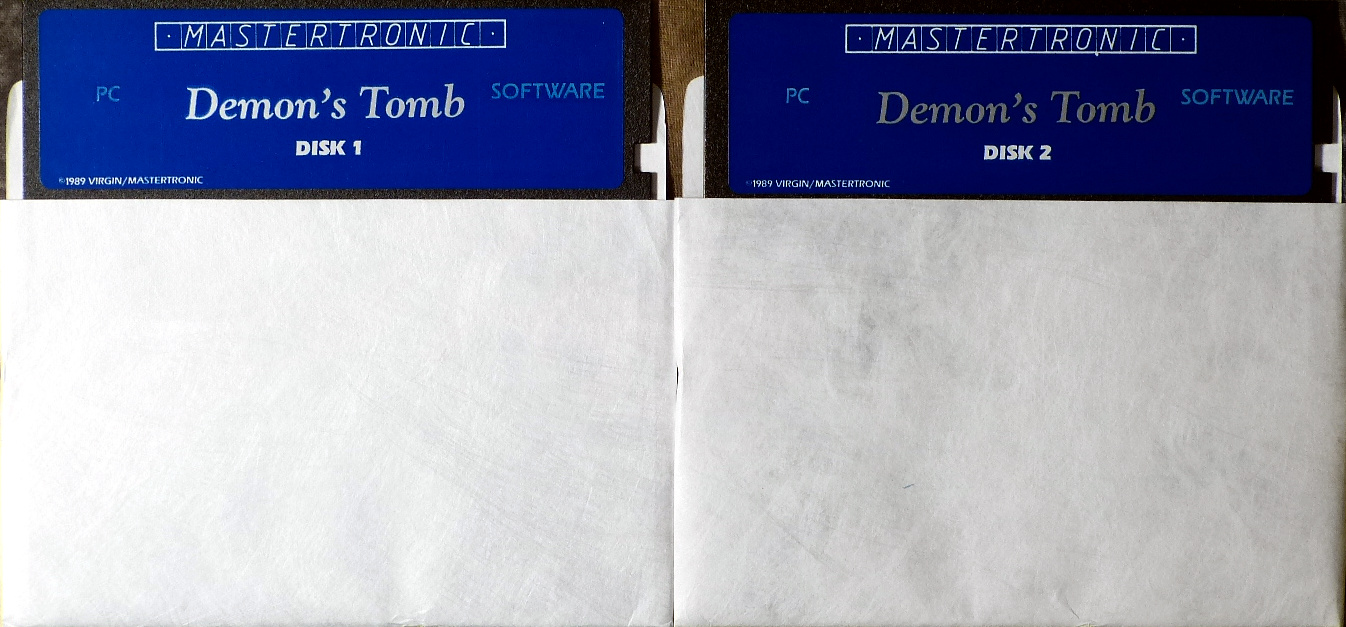 · MASTERTRONIC ·
PC
Demon's Tomb
SOFTWARE
DISK 1
©1989 VIRGIN/MASTERTRONIC
· MASTERTRONIC ·
PC
Demon's Tomb
SOFTWARE
DISK 2
©1989 VIRGIN/MASTERTRONIC